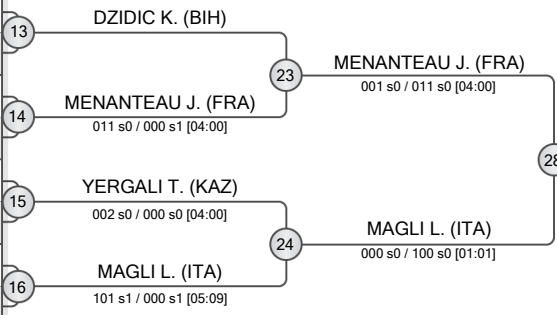 13
DZIDIC K. (BIH)
23
MENANTEAU J. (FRA)
001 s0 / 011 s0 [04:00]
14
MENANTEAU J. (FRA)
011 s0 / 000 s1 [04:00]
28
15
YERGALI T. (KAZ)
002 s0 / 000 s0 [04:00]
24
MAGLI L. (ITA)
000 s0 / 100 s0 [01:01]
16
MAGLI L. (ITA)
101 s1 / 000 s1 [05:09]